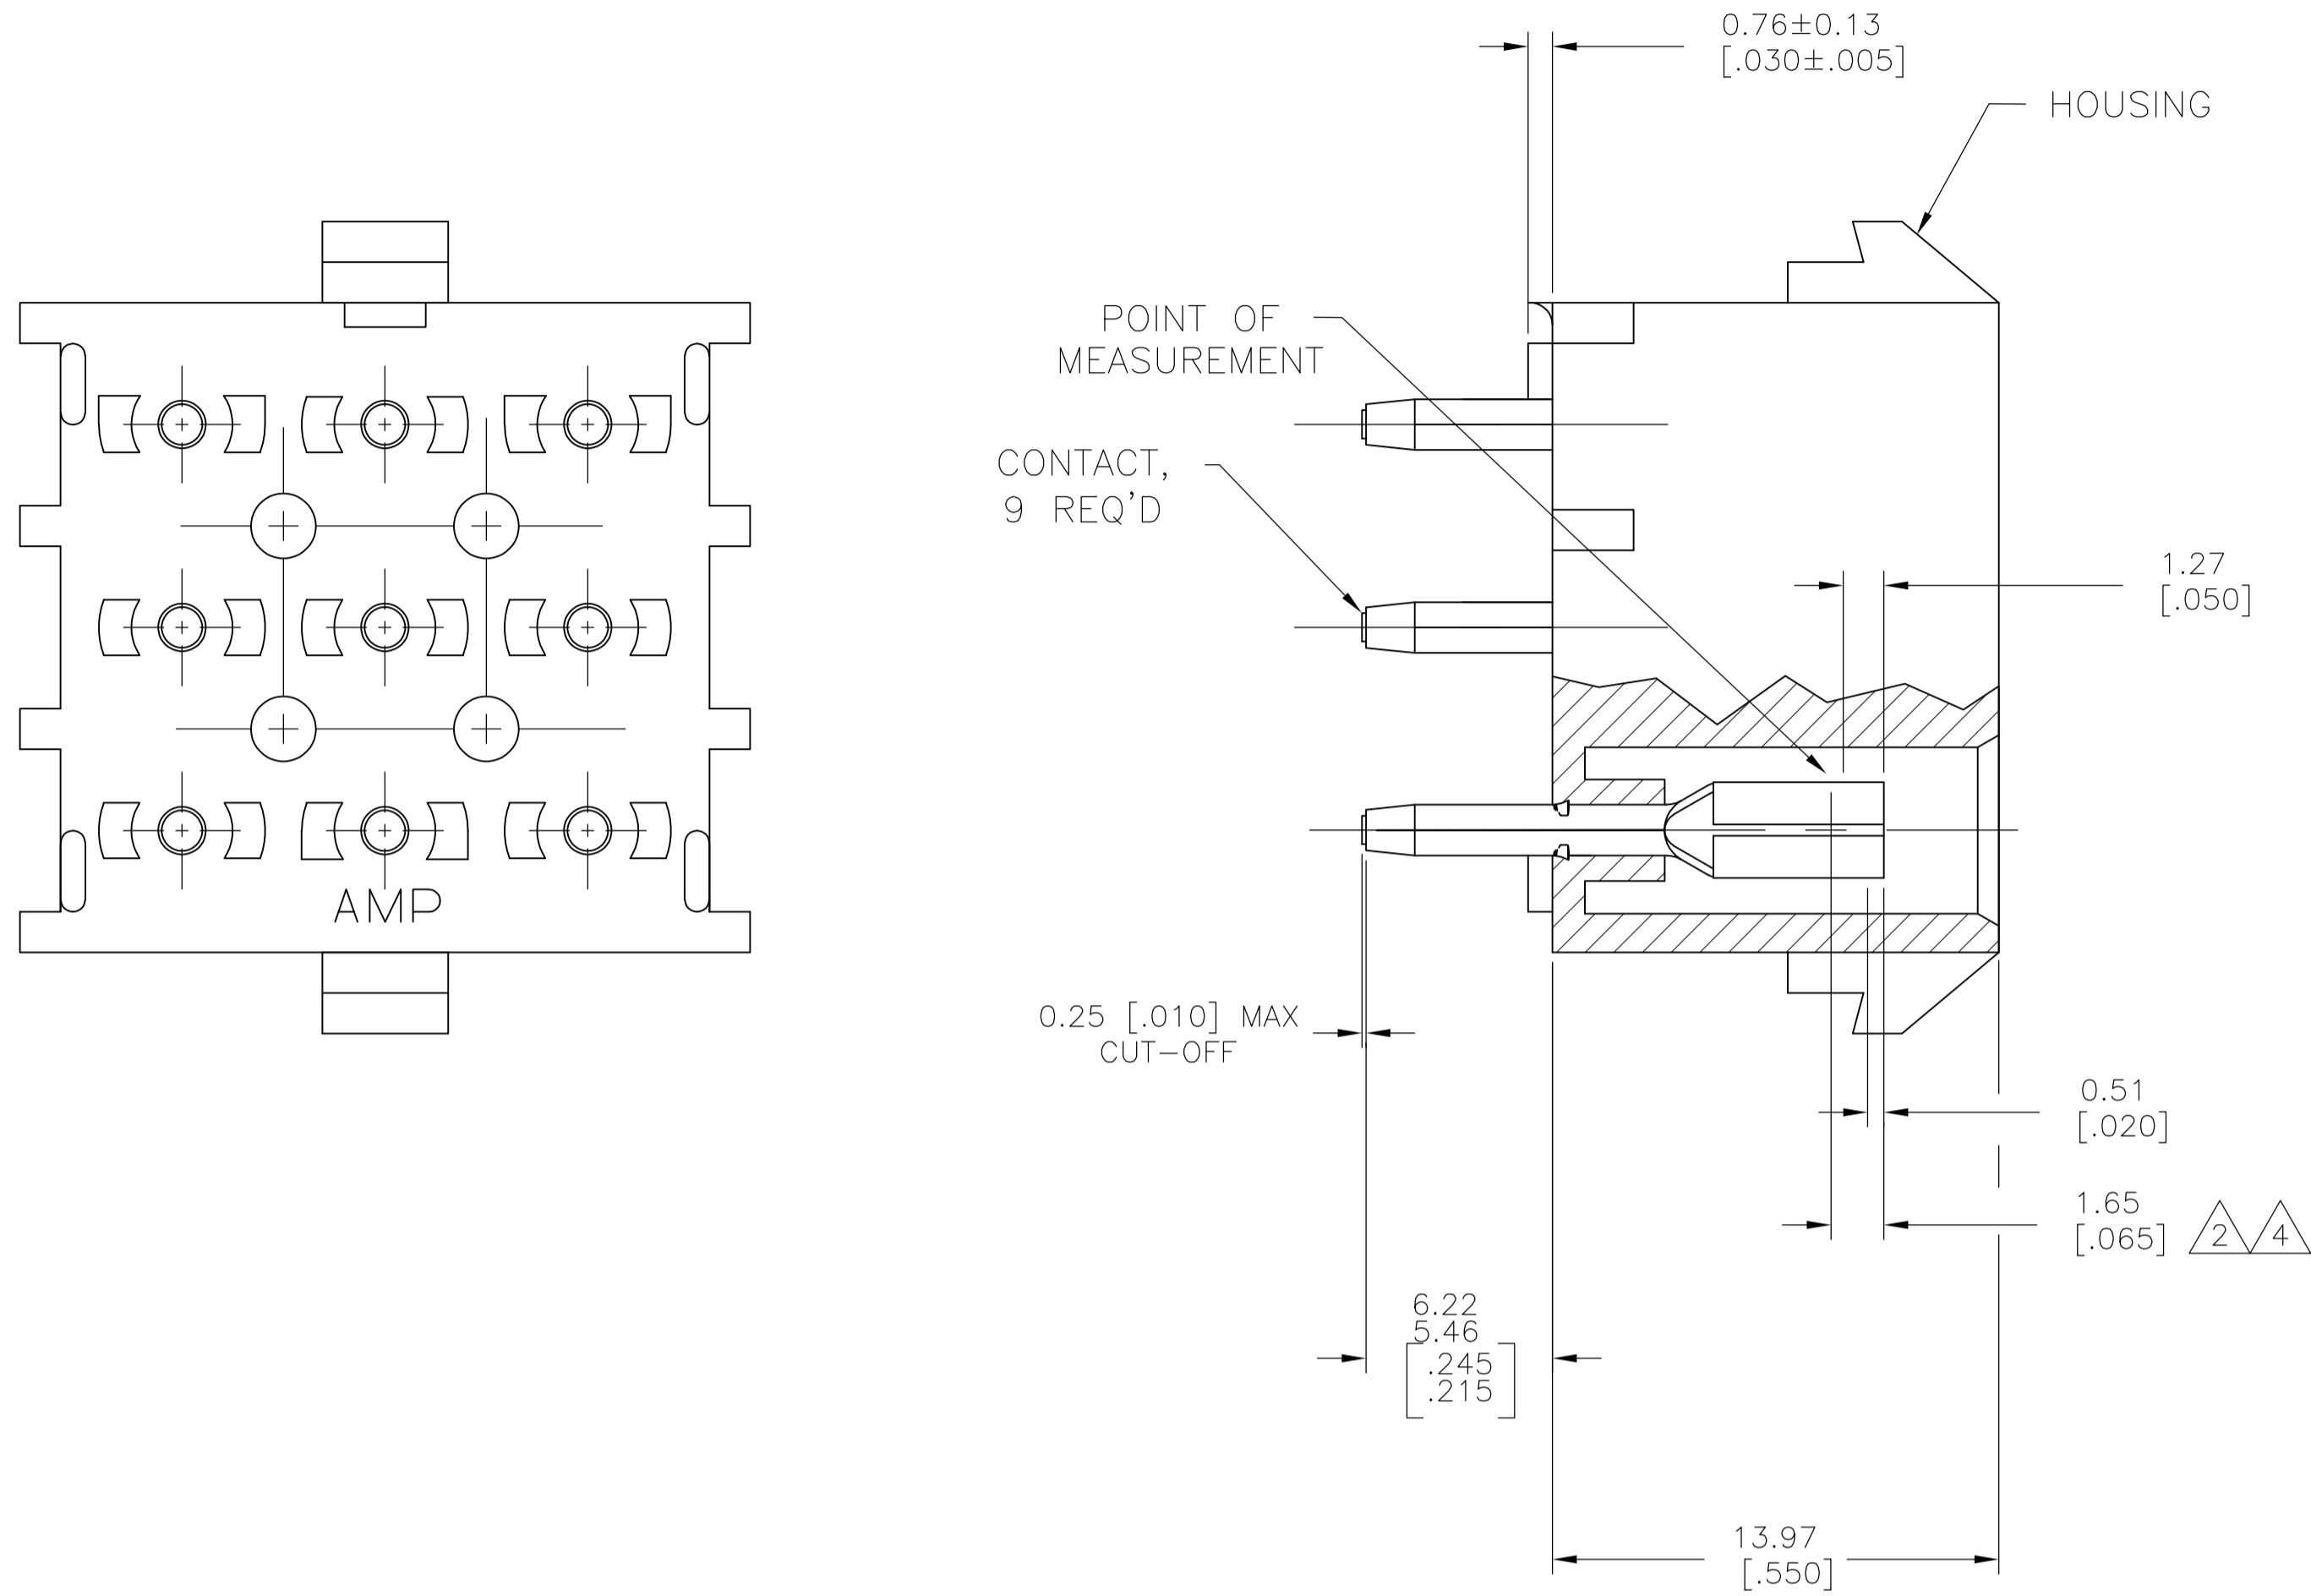 0.76±0.13
[.030±.005]
HOUSING
POINT OF
MEASUREMENT
CONTACT,
9 REQ'D
1.27
[.050]
AMP
0.25 [.010] MAX
CUT-OFF
0.51
[.020]
1.65
[.065] 2 4
6.22
5.46
[.245
.215]
13.97
[.550]